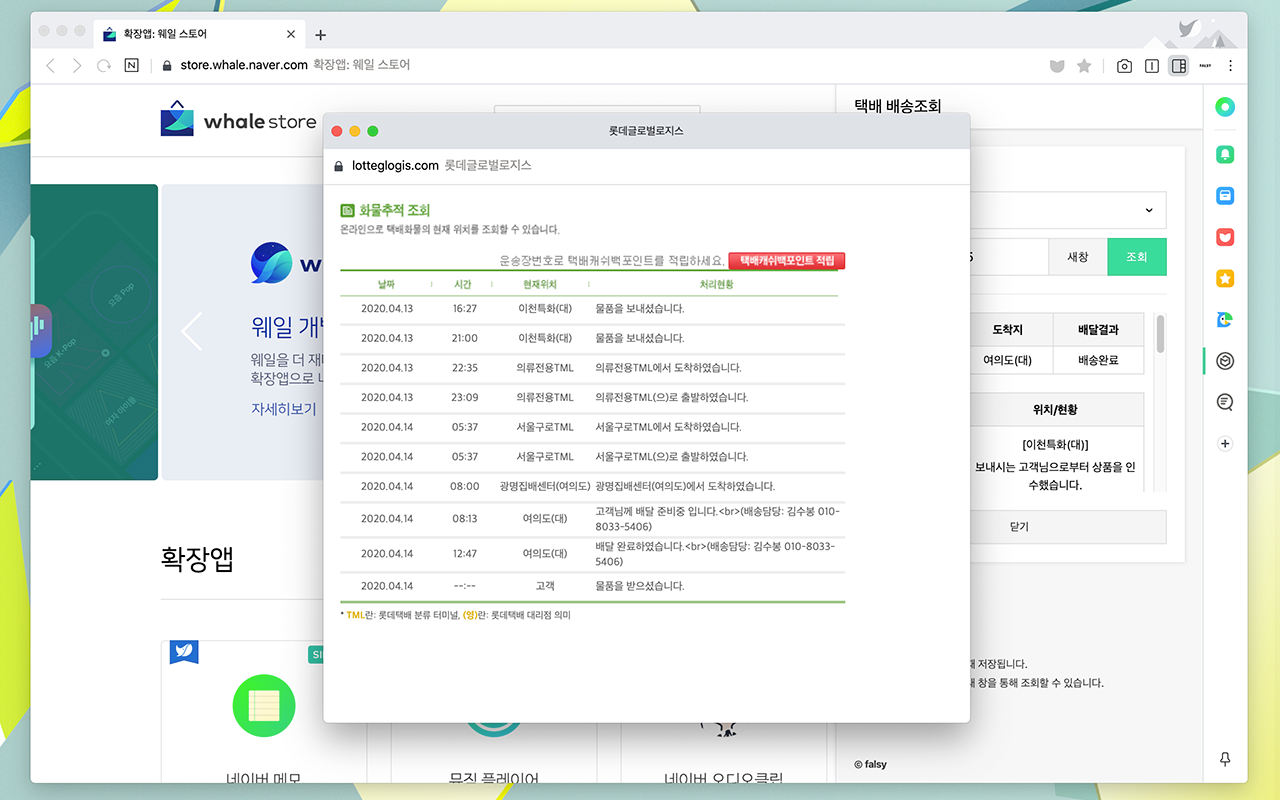 확장앱: 웨일 스토어
store.whale.naver.com 확장앱: 웨일 스토어
whale store
택배 배송조회
롯데글로벌로지스
lotteglogis.com 롯데글로벌로지스
화물추적 조회
온라인으로 택배화물의 현재 위치를 조회할 수 있습니다.
운송장번호로 택배캐쉬백포인트를 적립하세요. 택배캐쉬백포인트 적립
날짜 시간 현재위치 처리현황
2020.04.13 16:27 이천특화(대) 물품을 보내셨습니다.
2020.04.13 21:00 이천특화(대) 물품을 보내셨습니다.
2020.04.13 22:35 의류전용TML 의류전용TML에서 도착하였습니다.
2020.04.13 23:09 의류전용TML 의류전용TML(으)로 출발하였습니다.
2020.04.14 05:37 서울구로TML 서울구로TML에서 도착하였습니다.
2020.04.14 05:37 서울구로TML 서울구로TML(으)로 출발하였습니다.
2020.04.14 08:00 광명집배센터(여의도) 광명집배센터(여의도)에서 도착하였습니다.
2020.04.14 08:13 여의도(대) 고객님께 배달 준비중 입니다.<br>(배송담당: 김수봉 010-
8033-5406)
2020.04.14 12:47 여의도(대) 배달 완료하였습니다.<br>(배송담당: 김수봉 010-8033-
5406)
2020.04.14 --:-- 고객 물품을 받으셨습니다.
* TML란: 롯데택배 분류 터미널, (영)란: 롯데택배 대리점 의미
새창 조회
도착지 배달결과
여의도(대) 배송완료
위치/현황
[이천특화(대)]
보내시는 고객님으로부터 상품을 인
수했습니다.
닫기
저장됩니다.
창을 통해 조회할 수 있습니다.
© falsy
요즘 Pop
요즘 K-Pop
여자 아이돌
W
웨일 개
웨일을 더
확장앱으로
자세히보기
확장앱
네이버 메모
뮤직 플레이어
네이버 오디오클립